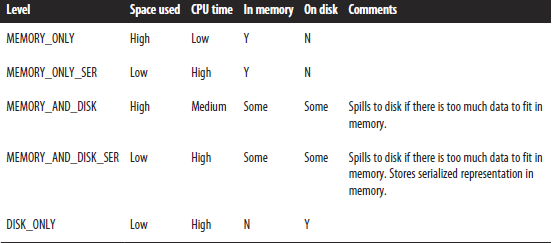 Level Space used CPU time In memory On disk Comments
MEMORY_ONLY High Low Y N
MEMORY_ONLY_SER Low High Y N
MEMORY_AND_DISK High Medium Some Some Spills to disk if there is too much data to fit in
memory.
MEMORY_AND_DISK_SER Low High Some Some Spills to disk if there is too much data to fit in
memory. Stores serialized representation in
memory.
DISK_ONLY Low High N Y